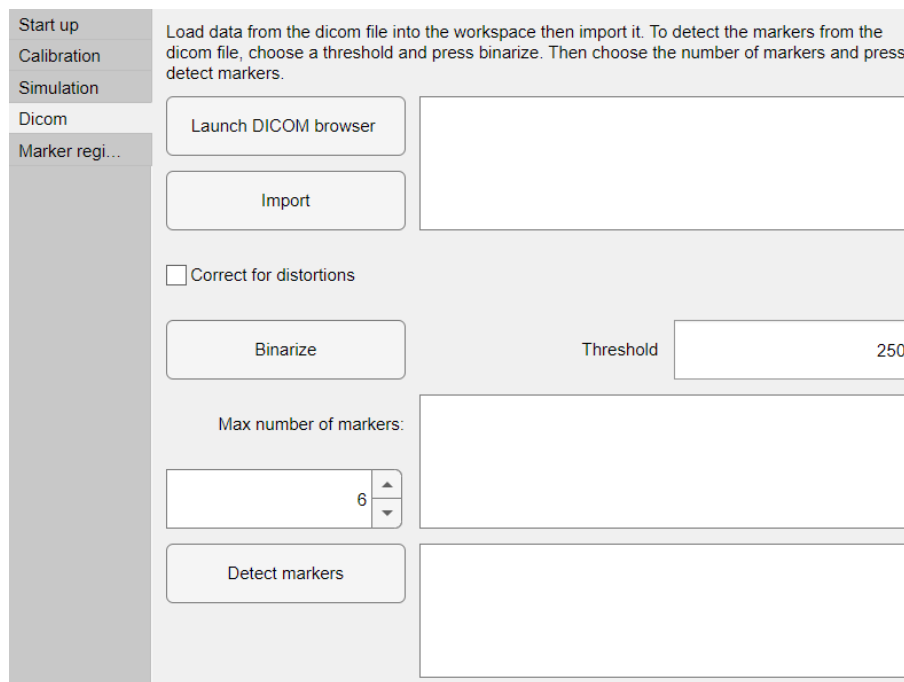 Start up
Calibration
Simulation
Dicom
Marker regi...
Load data from the dicom file into the workspace then import it. To detect the markers from the
dicom file, choose a threshold and press binarize. Then choose the number of markers and press
detect markers.
Launch DICOM browser
Import
Correct for distortions
Binarize
Threshold
250
Max number of markers:
6
Detect markers